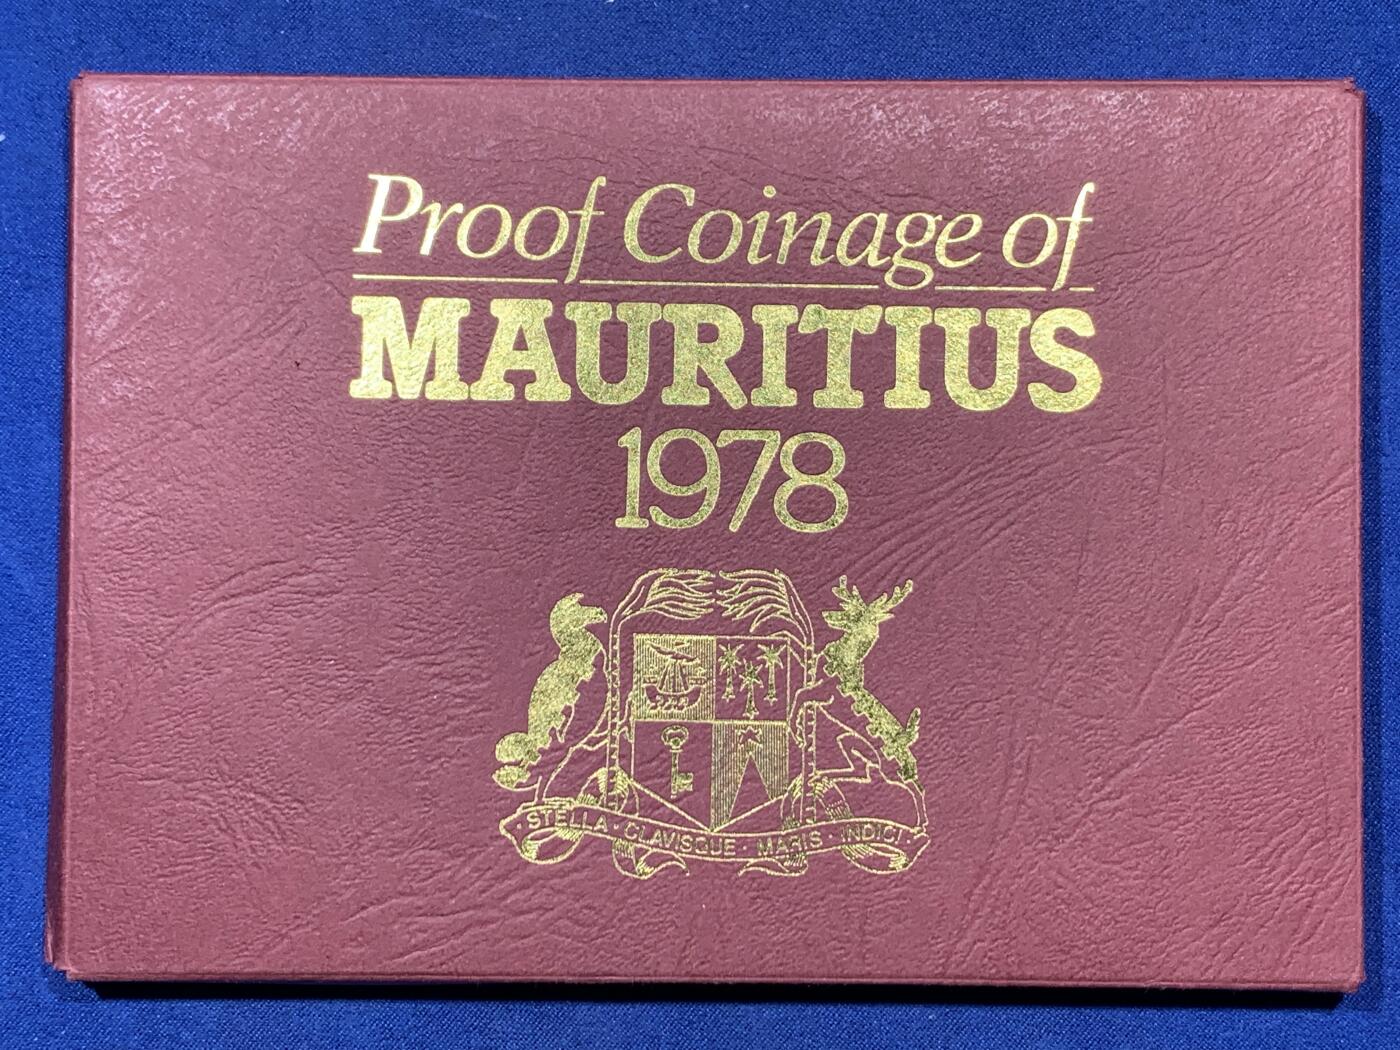 Proof Coinage of
MAURITIUS
1978
· STELLA · CLAVISQUE · MARIS · INDICI ·